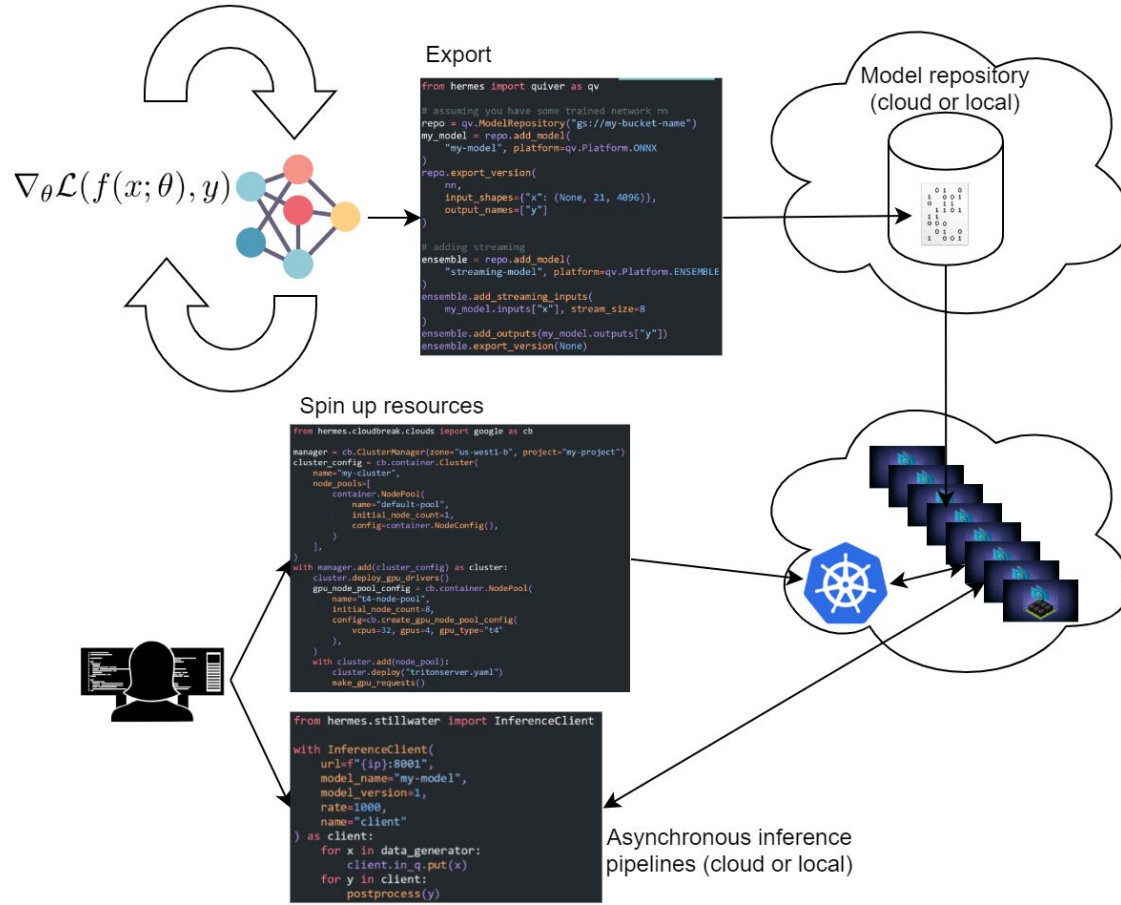 Export
from hermes import quiver as qv
# assuming you have some trained network nn
repo = qv.ModelRepository("gs://my-bucket-name")
my_model = repo.add_model(
"my-model", platform=qv.Platform.ONNX
)
repo.export_version(
nn,
input_shapes={"x": (None, 21, 4096)},
output_names=["y"]
)
# adding streaming
ensemble = repo.add_model(
"streaming-model", platform=qv.Platform.ENSEMBLE
)
ensemble.add_streaming_inputs(
my_model.inputs["x"], stream_size=8
)
ensemble.add_outputs(my_model.outputs["y"])
ensemble.export_version(None)
∇θℒ(f(x;θ),y)
Model repository
(cloud or local)
Spin up resources
from hermes.cloudbreak.clouds import google as cb
manager = cb.ClusterManager(zone="us-west1-b", project="my-project")
cluster_config = cb.container.Cluster(
name="my-cluster",
node_pools=[
container.NodePool(
name="default-pool",
initial_node_count=1,
config=container.NodeConfig(),
)
],
)
with manager.add(cluster_config) as cluster:
cluster.deploy_gpu_drivers()
gpu_node_pool_config = cb.container.NodePool(
name="t4-node-pool",
initial_node_count=8,
config=cb.create_gpu_node_pool_config(
vcpus=32, gpus=4, gpu_type="t4"
),
)
with cluster.add(node_pool):
cluster.deploy("tritonserver.yaml")
make_gpu_requests()
from hermes.stillwater import InferenceClient
with InferenceClient(
url=f"{ip}:8001",
model_name="my-model",
model_version=1,
rate=1000,
name="client"
) as client:
for x in data_generator:
client.in_q.put(x)
for y in client:
postprocess(y)
Asynchronous inference
pipelines (cloud or local)